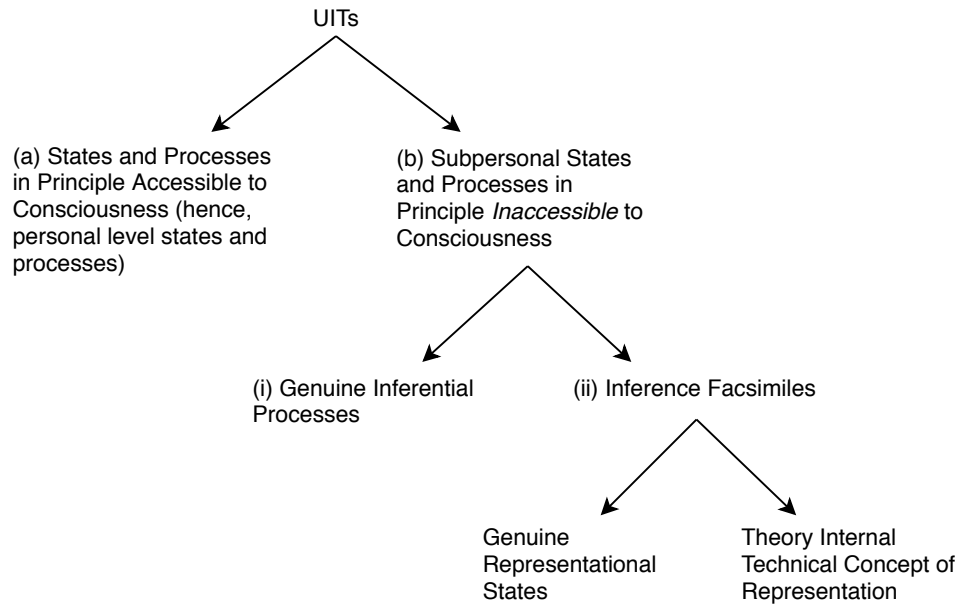 UITs
(a) States and Processes
in Principle Accessible to
Consciousness (hence,
personal level states and
processes)
(b) Subpersonal States
and Processes in
Principle Inaccessible to
Consciousness
(i) Genuine Inferential
Processes
(ii) Inference Facsimiles
Genuine
Representational
States
Theory Internal
Technical Concept of
Representation